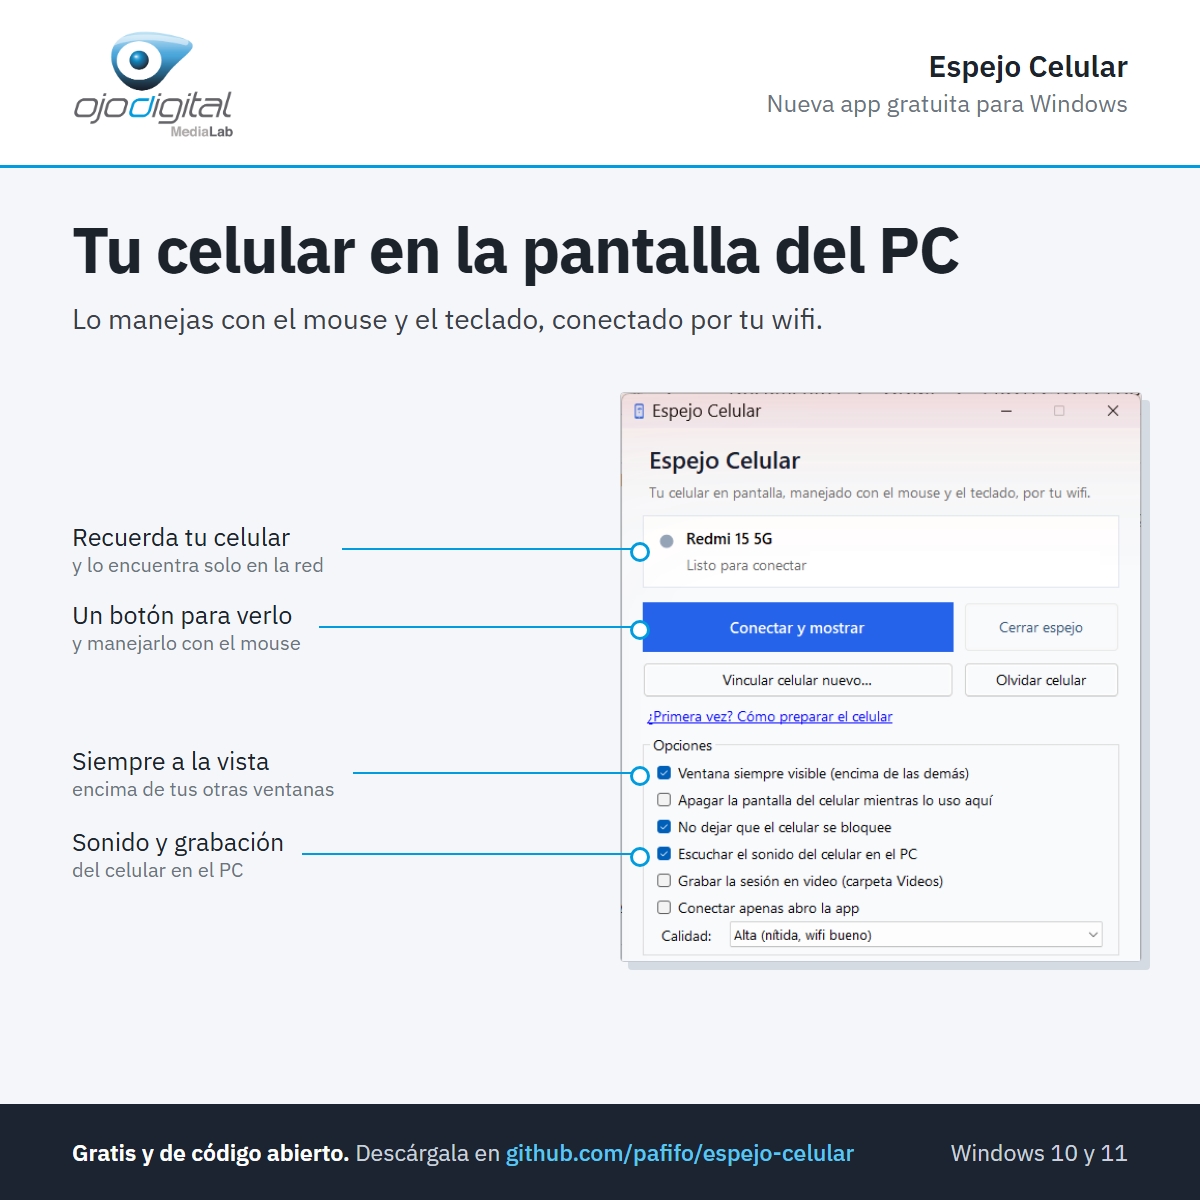 ojodigital
MediaLab
Espejo Celular
Nueva app gratuita para Windows
Tu celular en la pantalla del PC
Lo manejas con el mouse y el teclado, conectado por tu wifi.
Recuerda tu celular
y lo encuentra solo en la red
Un botón para verlo
y manejarlo con el mouse
Siempre a la vista
encima de tus otras ventanas
Sonido y grabación
del celular en el PC
Espejo Celular
Espejo Celular
Tu celular en pantalla, manejado con el mouse y el teclado, por tu wifi.
Redmi 15 5G
Listo para conectar
Conectar y mostrar
Cerrar espejo
Vincular celular nuevo...
Olvidar celular
¿Primera vez? Cómo preparar el celular
Opciones
Ventana siempre visible (encima de las demás)
Apagar la pantalla del celular mientras lo uso aquí
No dejar que el celular se bloquee
Escuchar el sonido del celular en el PC
Grabar la sesión en video (carpeta Videos)
Conectar apenas abro la app
Calidad: Alta (nítida, wifi bueno)
Gratis y de código abierto. Descárgala en github.com/pafifo/espejo-celular
Windows 10 y 11